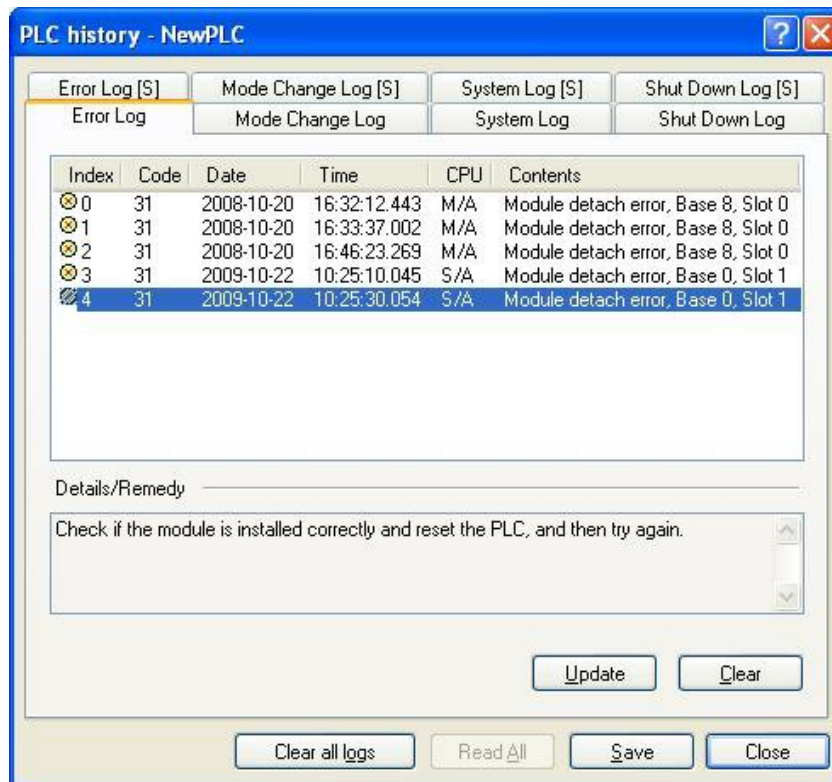 PLC history - NewPLC
Error Log [S] Mode Change Log [S] System Log [S] Shut Down Log [S]
Error Log Mode Change Log System Log Shut Down Log
Index Code Date Time CPU Contents
0 31 2008-10-20 16:32:12.443 M/A Module detach error, Base 8, Slot 0
1 31 2008-10-20 16:33:37.002 M/A Module detach error, Base 8, Slot 0
2 31 2008-10-20 16:46:23.269 M/A Module detach error, Base 8, Slot 0
3 31 2009-10-22 10:25:10.045 S/A Module detach error, Base 0, Slot 1
4 31 2009-10-22 10:25:30.054 S/A Module detach error, Base 0, Slot 1
Details/Remedy
Check if the module is installed correctly and reset the PLC, and then try again.
Update Clear
Clear all logs Read All Save Close